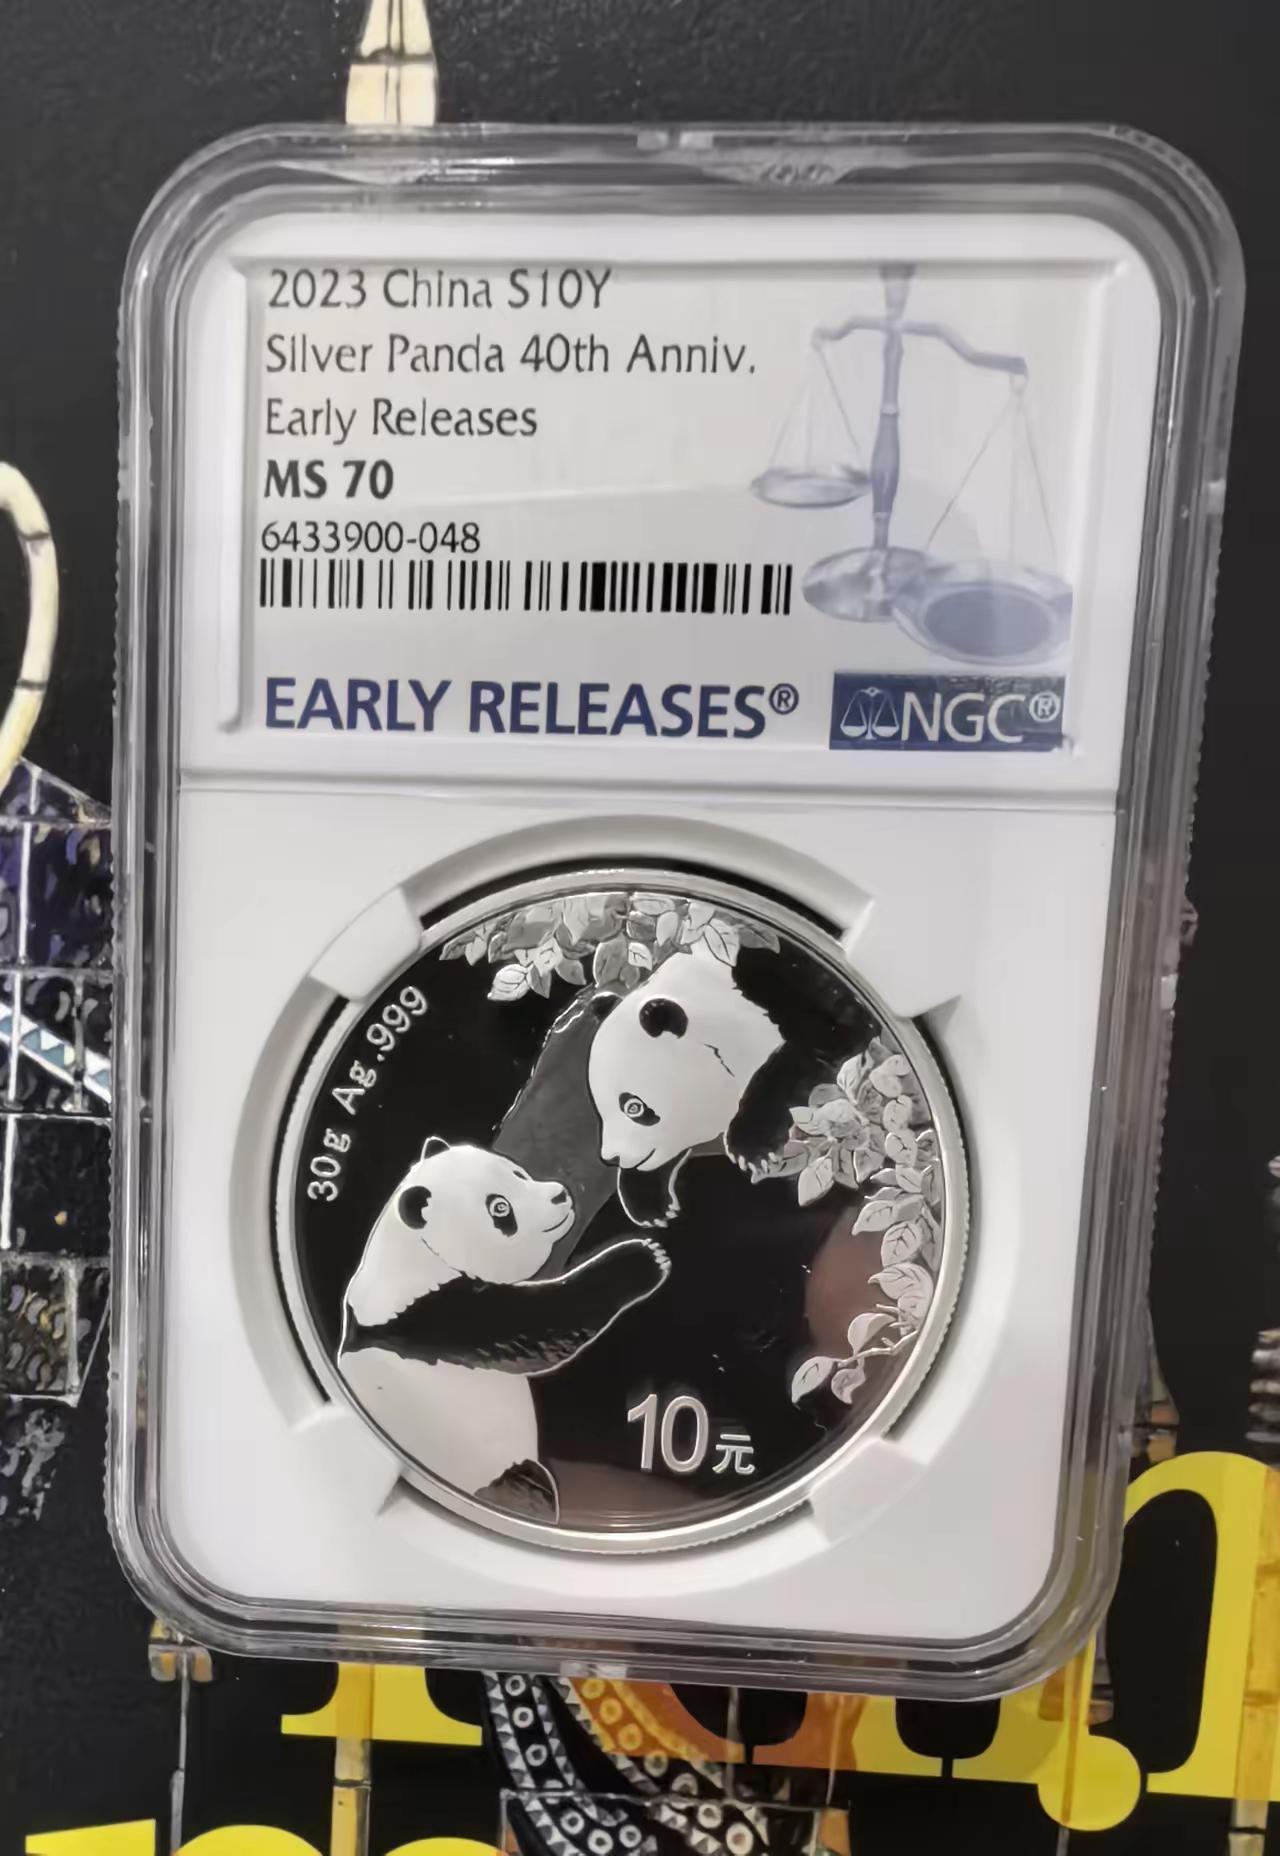 2023 China S10Y
Silver Panda 40th Anniv.
Early Releases
MS 70
6433900-048
EARLY RELEASES®
NGC®
30g Ag.999
10元